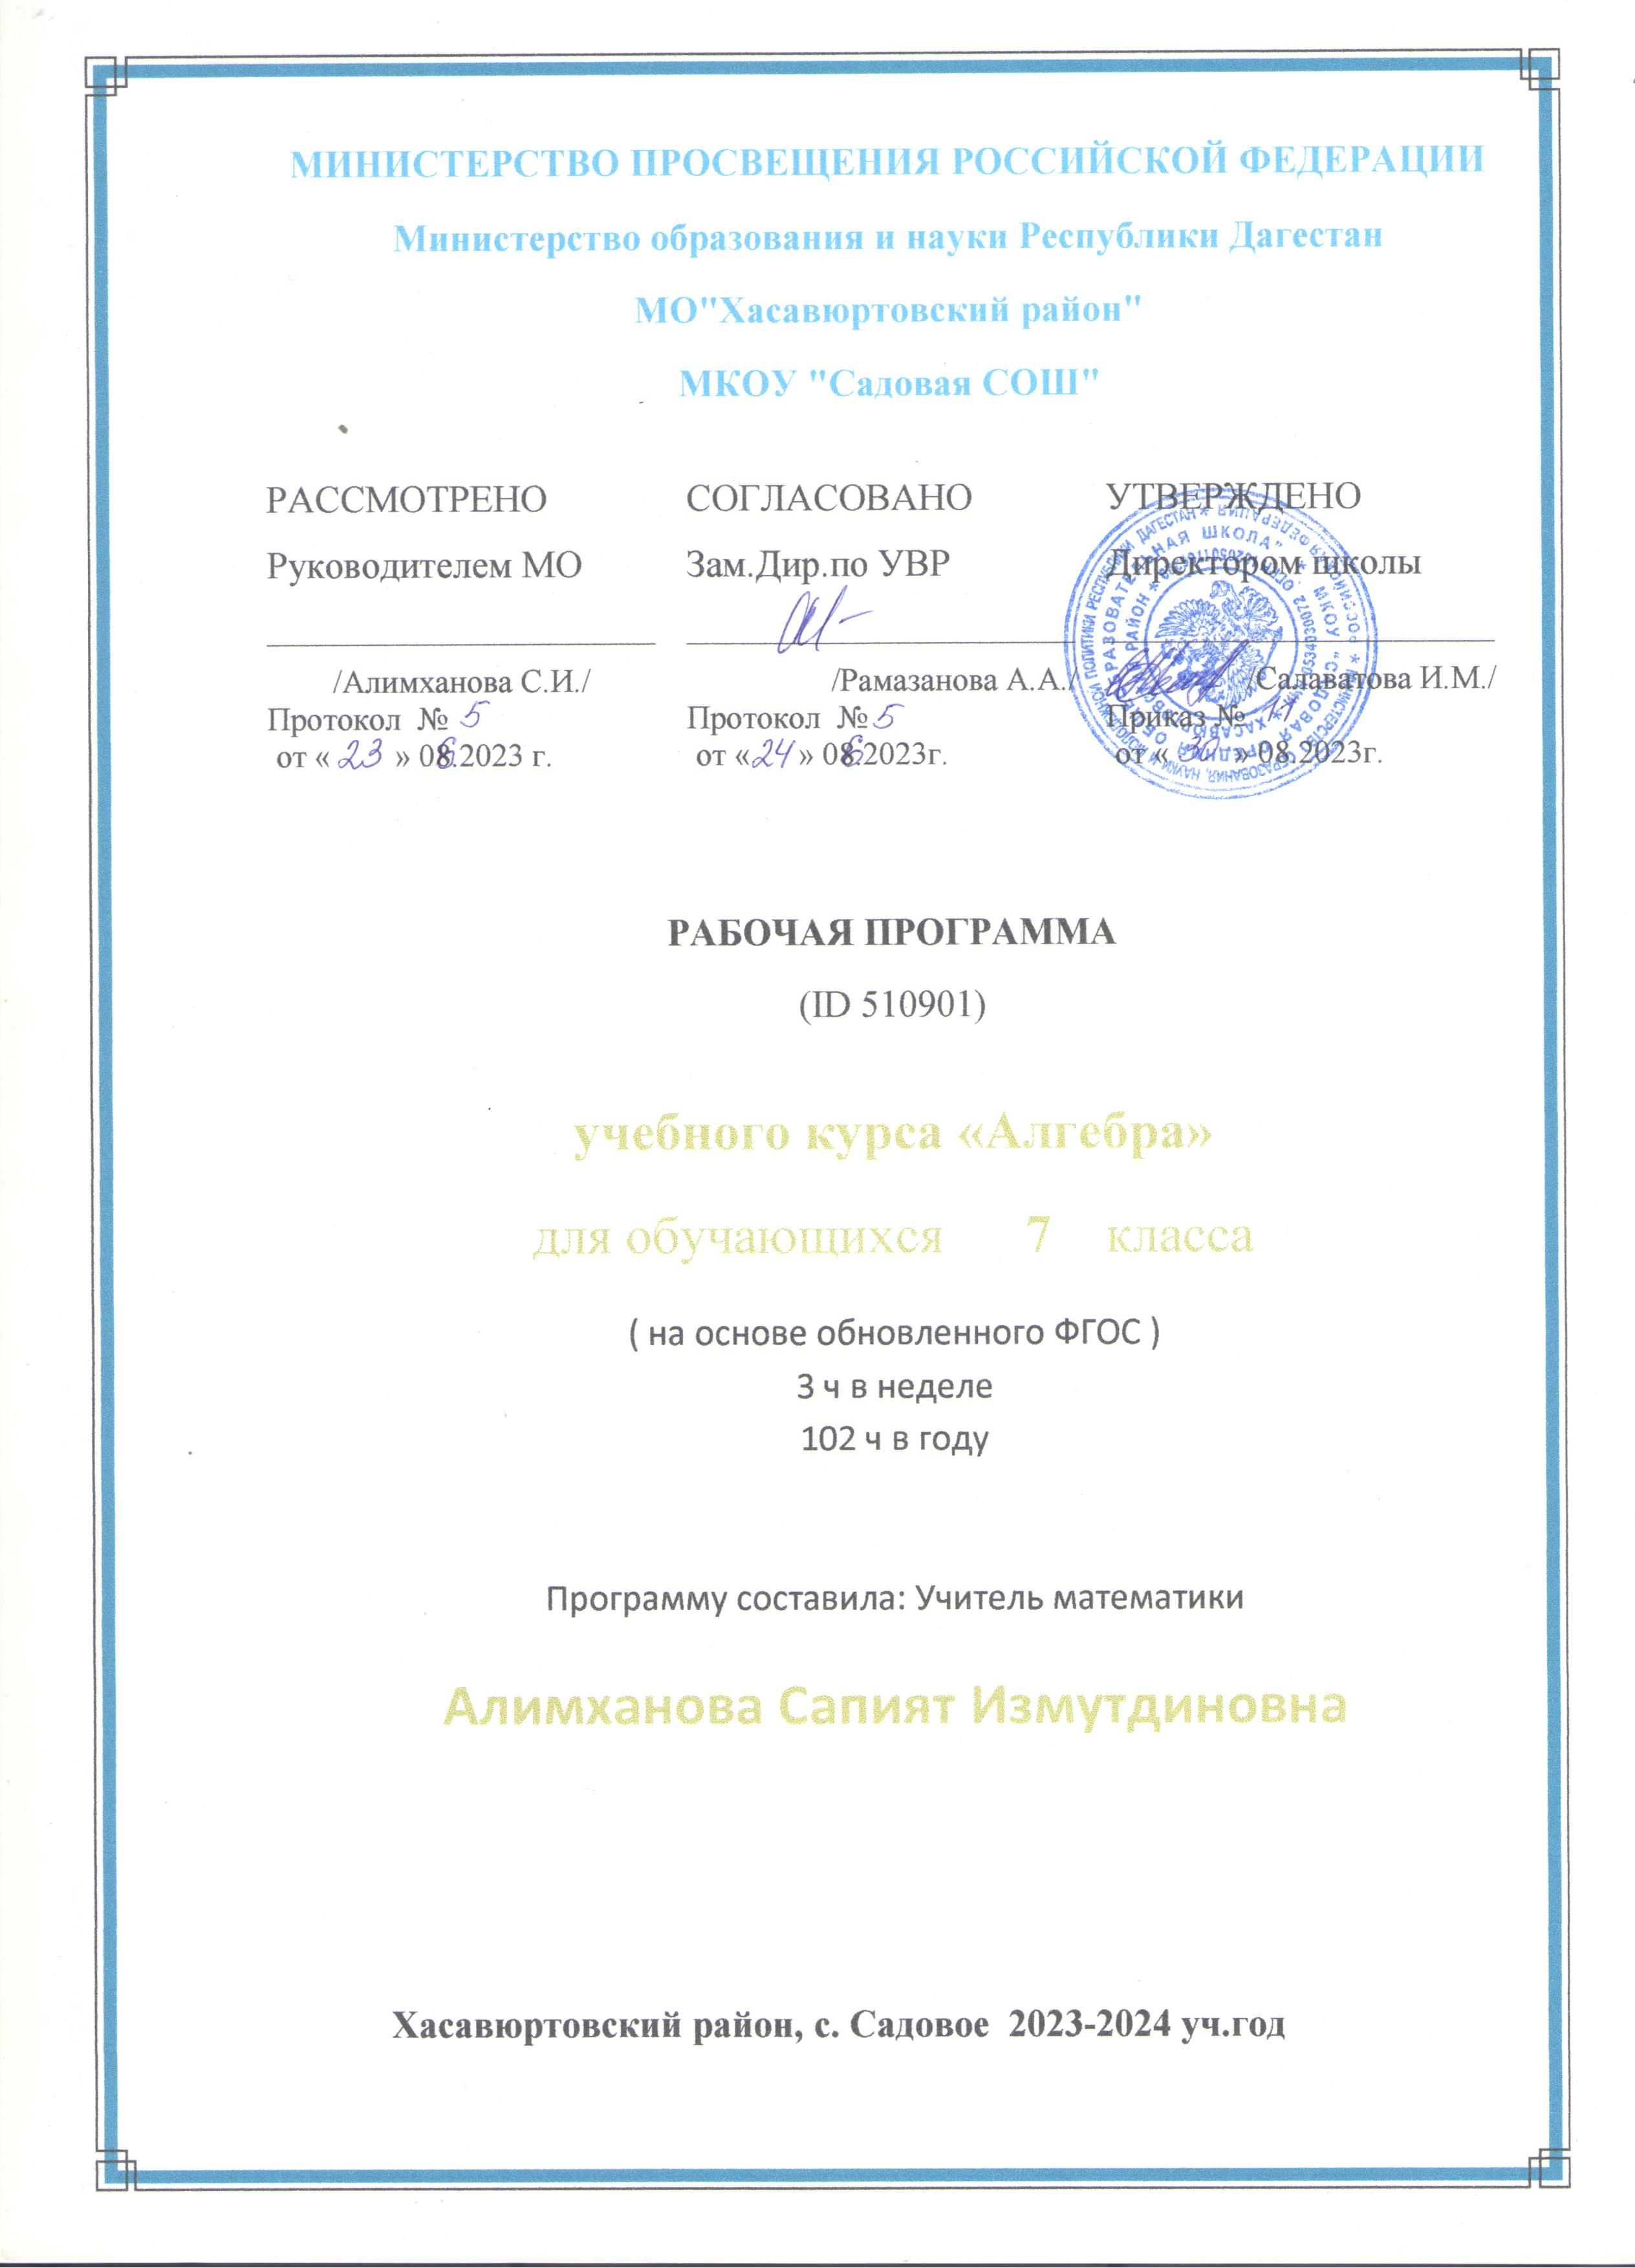 МИНИСТЕРСТВО ПРОСВЕЩЕНИЯ РОССИЙСКОЙ ФЕДЕРАЦИИ
Министерство образования и науки Республики Дагестан
МО"Хасавюртовский район"
МКОУ "Садовая СОШ"
РАССМОТРЕНО
Руководителем МО
/Алимханова С.И./
Протокол № 5
от « 23 » 08.2023 г.
СОГЛАСОВАНО
Зам.Дир.по УВР
/Рамазанова А.А./
Протокол № 5
от «24» 08.2023г.
УТВЕРЖДЕНО
Директором школы
/Салаватова И.М./
Приказ № 11
от « 30 » 08.2023г.
РАБОЧАЯ ПРОГРАММА
(ID 510901)
учебного курса «Алгебра»
для обучающихся 7 класса
( на основе обновленного ФГОС )
3 ч в неделе
102 ч в году
Программу составила: Учитель математики
Алимханова Сапият Измутдиновна
Хасавюртовский район, с. Садовое 2023-2024 уч.год